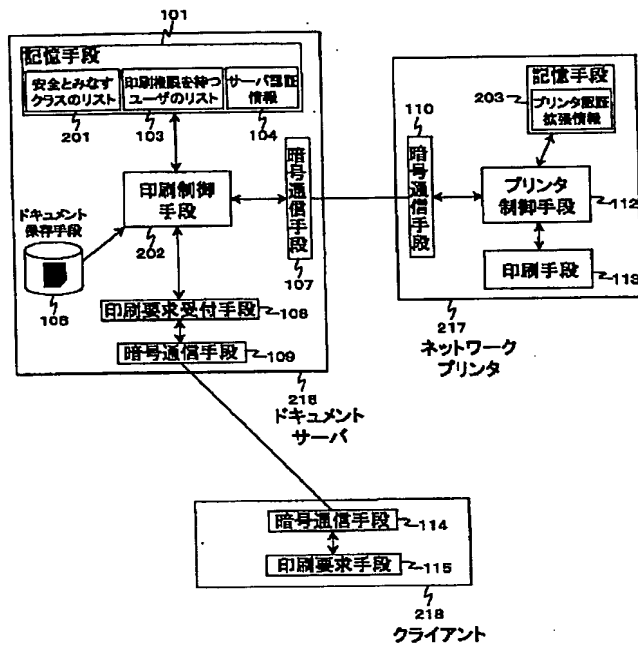 101
記憶手段
安全とみなす
クラスのリスト
印刷権限を持つ
ユーザのリスト
サーバ認証
情報
201
103
104
印刷制御
手段
202
ドキュメント
保存手段
106
暗号通信手段
107
印刷要求受付手段
108
暗号通信手段
109
216
ドキュメント
サーバ
110
暗号通信手段
203
記憶手段
プリンタ認証
拡張情報
プリンタ
制御手段
112
印刷手段
113
217
ネットワーク
プリンタ
暗号通信手段
114
印刷要求手段
115
218
クライアント